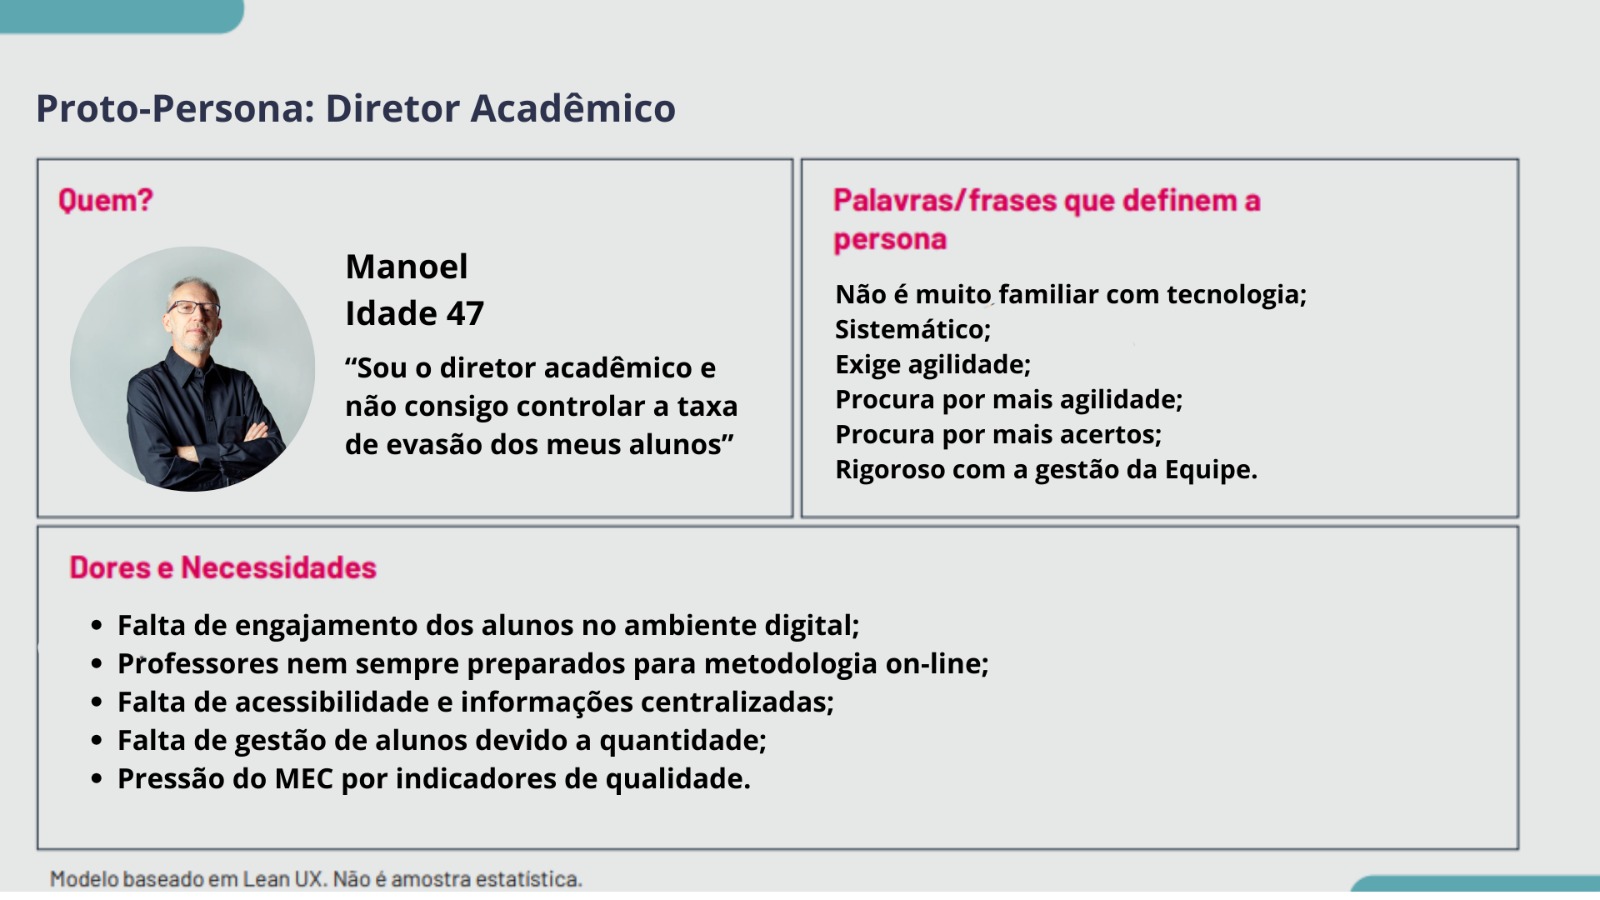 Proto-Persona: Diretor Acadêmico
Quem?
Manoel
Idade 47
“Sou o diretor acadêmico e
não consigo controlar a taxa
de evasão dos meus alunos”
Palavras/frases que definem a
persona
Não é muito familiar com tecnologia;
Sistemático;
Exige agilidade;
Procura por mais agilidade;
Procura por mais acertos;
Rigoroso com a gestão da Equipe.
Dores e Necessidades
• Falta de engajamento dos alunos no ambiente digital;
• Professores nem sempre preparados para metodologia on-line;
• Falta de acessibilidade e informações centralizadas;
• Falta de gestão de alunos devido a quantidade;
• Pressão do MEC por indicadores de qualidade.
Modelo baseado em Lean UX. Não é amostra estatística.